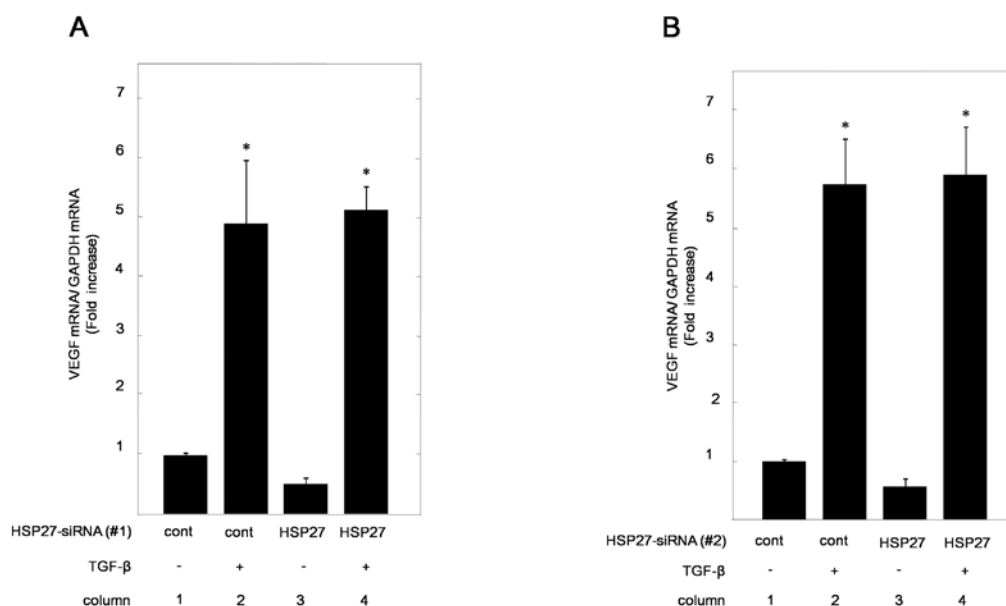 A
VEGF mRNA/GAPDH mRNA
(Fold increase)
7
6
5
4
3
2
1
*
*
HSP27-siRNA (#1) cont cont HSP27 HSP27
TGF-β - + - +
column 1 2 3 4
B
VEGF mRNA/GAPDH mRNA
(Fold increase)
7
6
5
4
3
2
1
*
*
HSP27-siRNA (#2) cont cont HSP27 HSP27
TGF-β - + - +
column 1 2 3 4